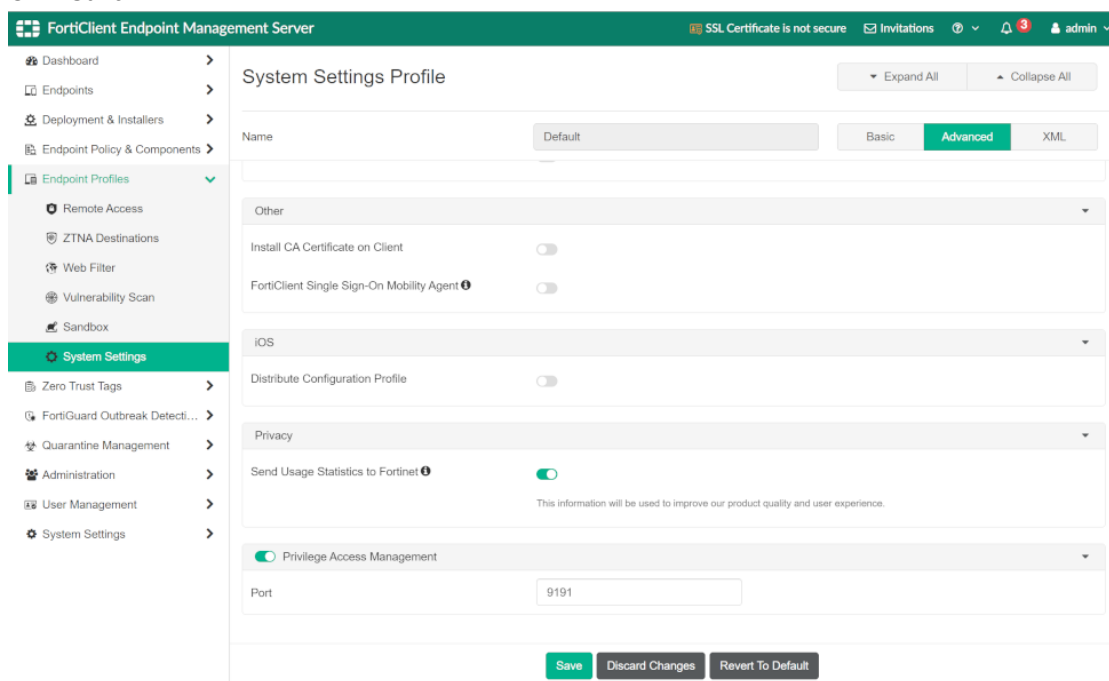 FortiClient Endpoint Management Server
SSL Certificate is not secure
Invitations
3
admin
Dashboard
Endpoints
Deployment & Installers
Endpoint Policy & Components
Endpoint Profiles
Remote Access
ZTNA Destinations
Web Filter
Vulnerability Scan
Sandbox
System Settings
Zero Trust Tags
FortiGuard Outbreak Detecti...
Quarantine Management
Administration
User Management
System Settings
System Settings Profile
Expand All
Collapse All
Name
Default
Basic
Advanced
XML
Other
Install CA Certificate on Client
FortiClient Single Sign-On Mobility Agent
iOS
Distribute Configuration Profile
Privacy
Send Usage Statistics to Fortinet
This information will be used to improve our product quality and user experience.
Privilege Access Management
Port
9191
Save
Discard Changes
Revert To Default